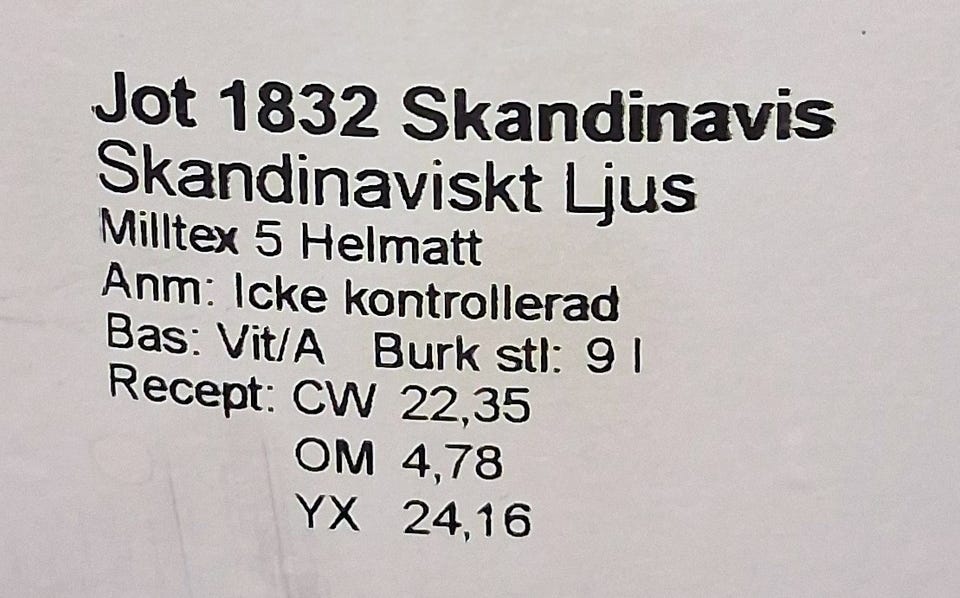 Jot 1832 Skandinavis
Skandinaviskt Ljus
Milltex 5 Helmatt
Anm: Icke kontrollerad
Bas: Vit/A Burk stl: 9 l
Recept: CW 22,35
OM 4,78
YX 24,16